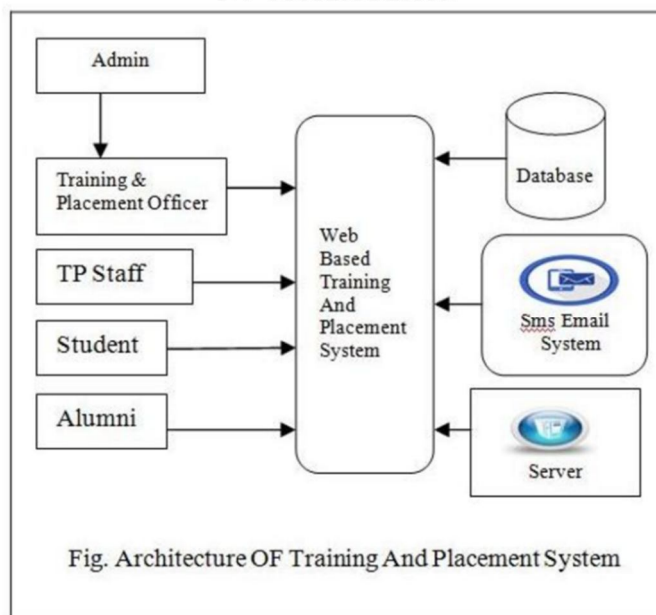 Admin
Training &
Placement Officer
TP Staff
Student
Alumni
Web
Based
Training
And
Placement
System
Database
Sms Email
System
Server
Fig. Architecture OF Training And Placement System